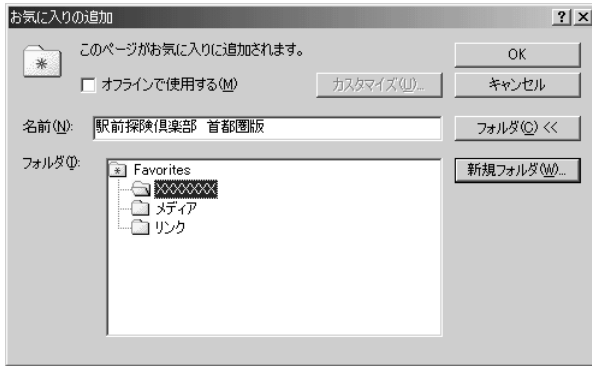 お気に入りの追加
このページがお気に入りに追加されます。
OK
オフラインで使用する(M)
カスタマイズ(U)...
キャンセル
名前(N):
駅前探険倶楽部 首都圏版
フォルダ(C) <<
フォルダ(I):
Favorites
XXXXXXXX
メディア
リンク
新規フォルダ(W)...